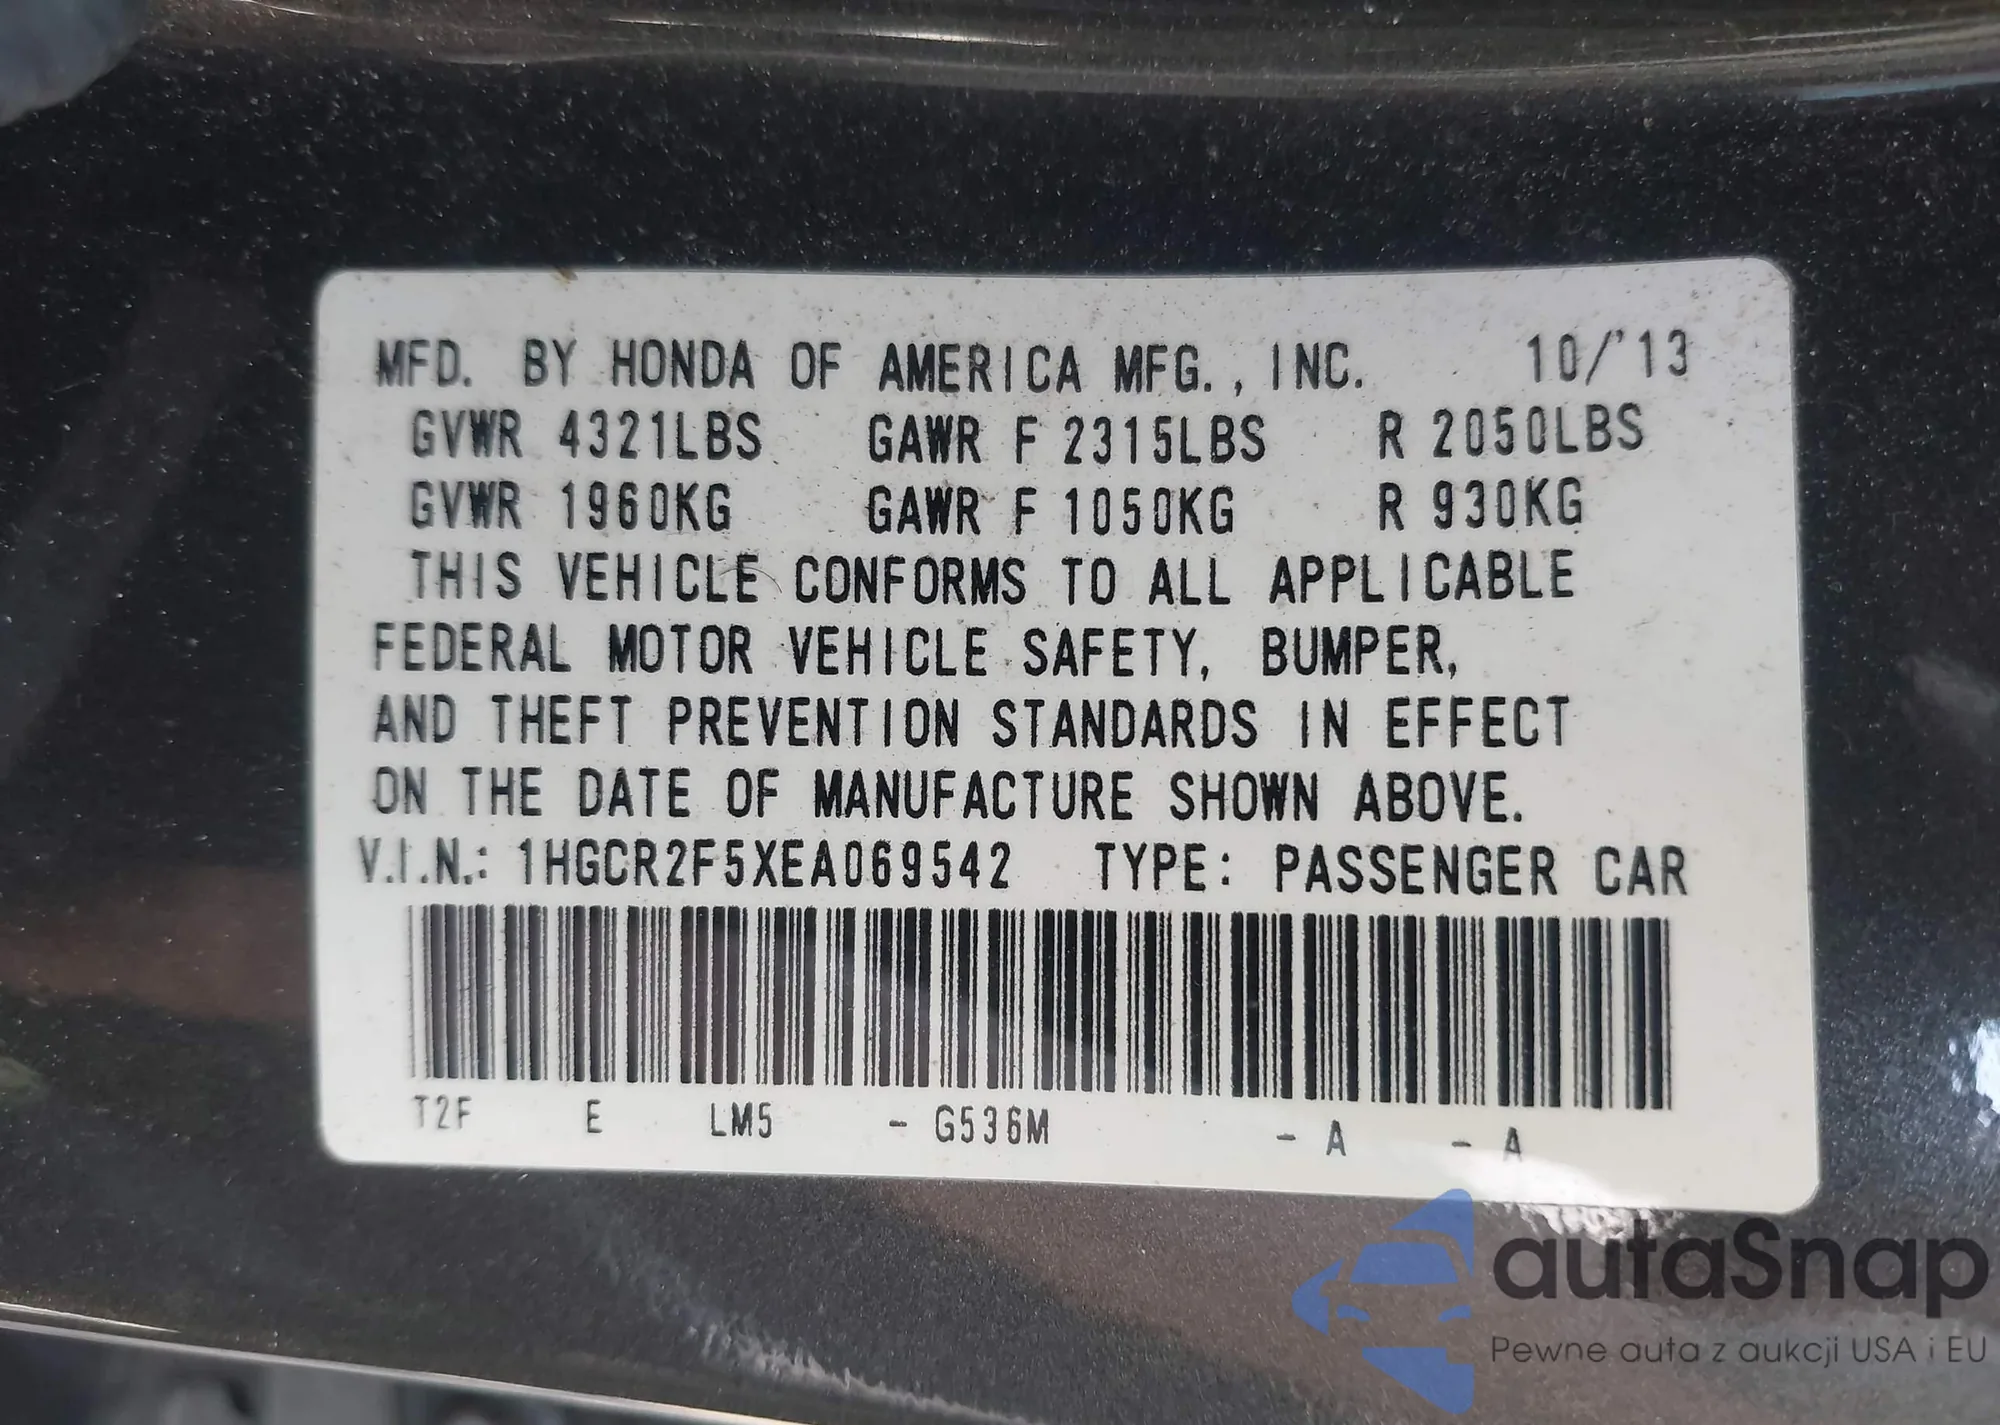 MFD. BY HONDA OF AMERICA MFG., INC. 10/'13
GVWR 4321LBS GAWR F 2315LBS R 2050LBS
GVWR 1960KG GAWR F 1050KG R 930KG
THIS VEHICLE CONFORMS TO ALL APPLICABLE
FEDERAL MOTOR VEHICLE SAFETY, BUMPER,
AND THEFT PREVENTION STANDARDS IN EFFECT
ON THE DATE OF MANUFACTURE SHOWN ABOVE.
V.I.N.: 1HGCR2F5XEA069542 TYPE: PASSENGER CAR
T2F E LM5 - G536M - A - A
autaSnap
Pewne auta z aukcji USA i EU